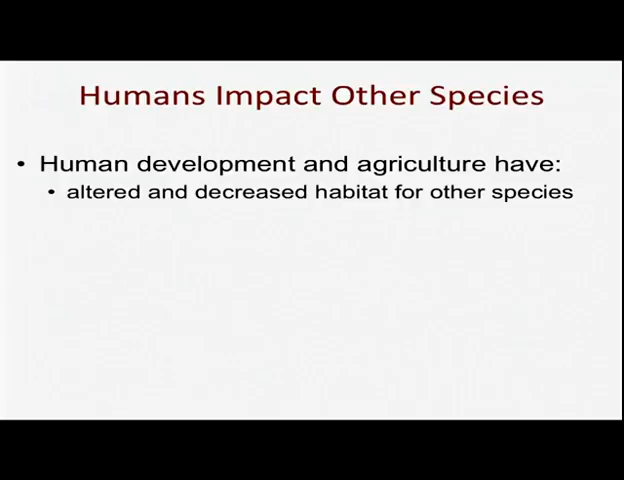 Humans Impact Other Species
• Human development and agriculture have:
• altered and decreased habitat for other species